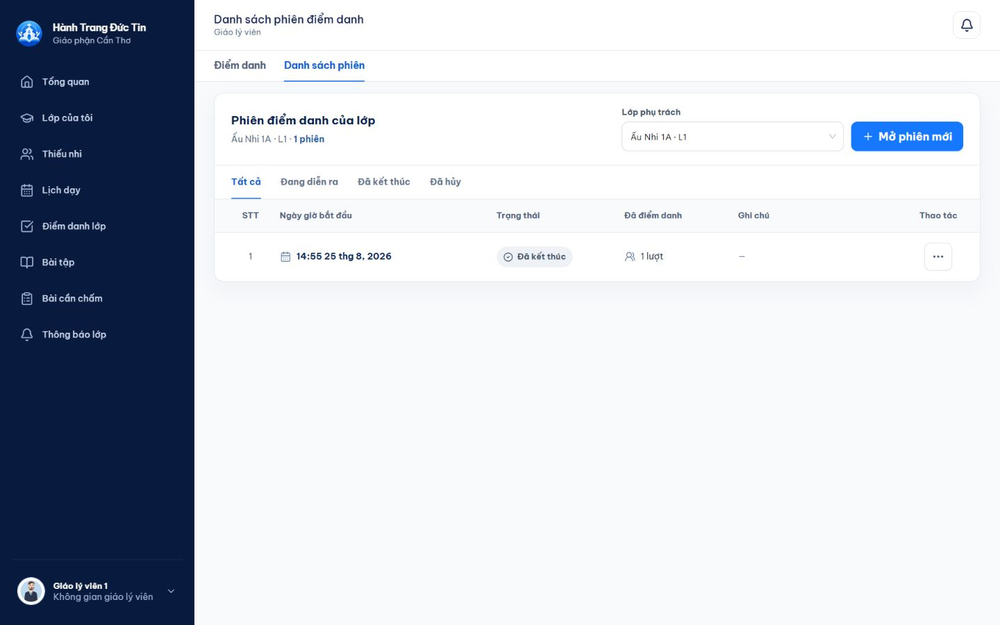 Hành Trang Đức Tin
Giáo phận Cần Thơ
Tổng quan
Lớp của tôi
Thiếu nhi
Lịch dạy
Điểm danh lớp
Bài tập
Bài cần chấm
Thông báo lớp
Giáo lý viên 1
Không gian giáo lý viên
Danh sách phiên điểm danh
Giáo lý viên
Điểm danh
Danh sách phiên
Phiên điểm danh của lớp
Ấu Nhi 1A · L1 · 1 phiên
Lớp phụ trách
Ấu Nhi 1A · L1
+ Mở phiên mới
Tất cả
Đang diễn ra
Đã kết thúc
Đã hủy
STT
Ngày giờ bắt đầu
Trạng thái
Đã điểm danh
Ghi chú
Thao tác
1
14:55 25 thg 8, 2026
Đã kết thúc
1 lượt
—